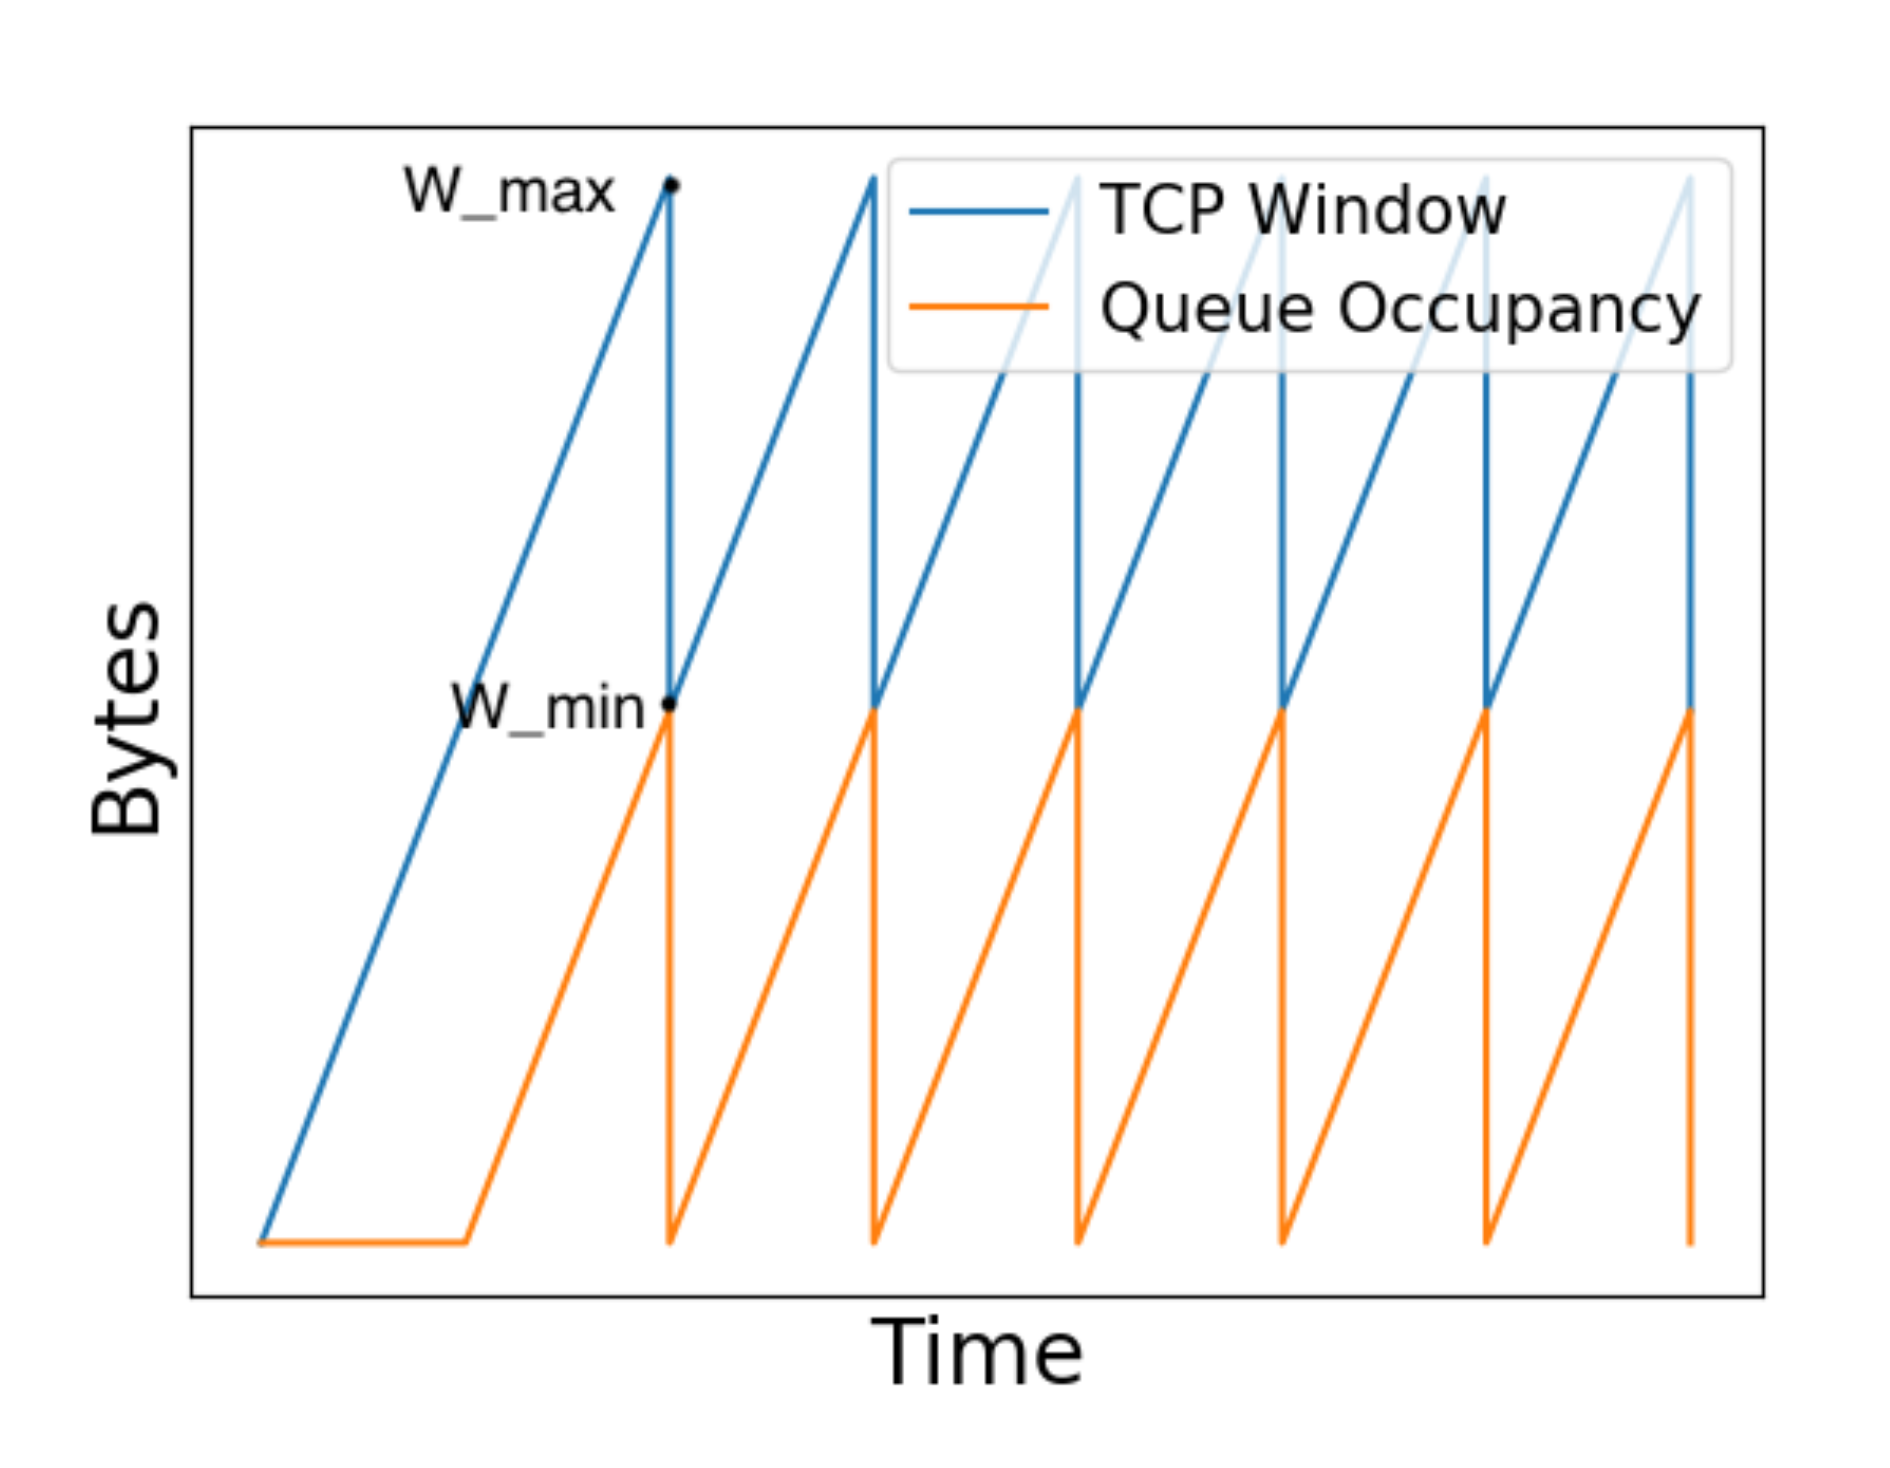 W_max
TCP Window
Queue Occupancy
W_min
Bytes
Time